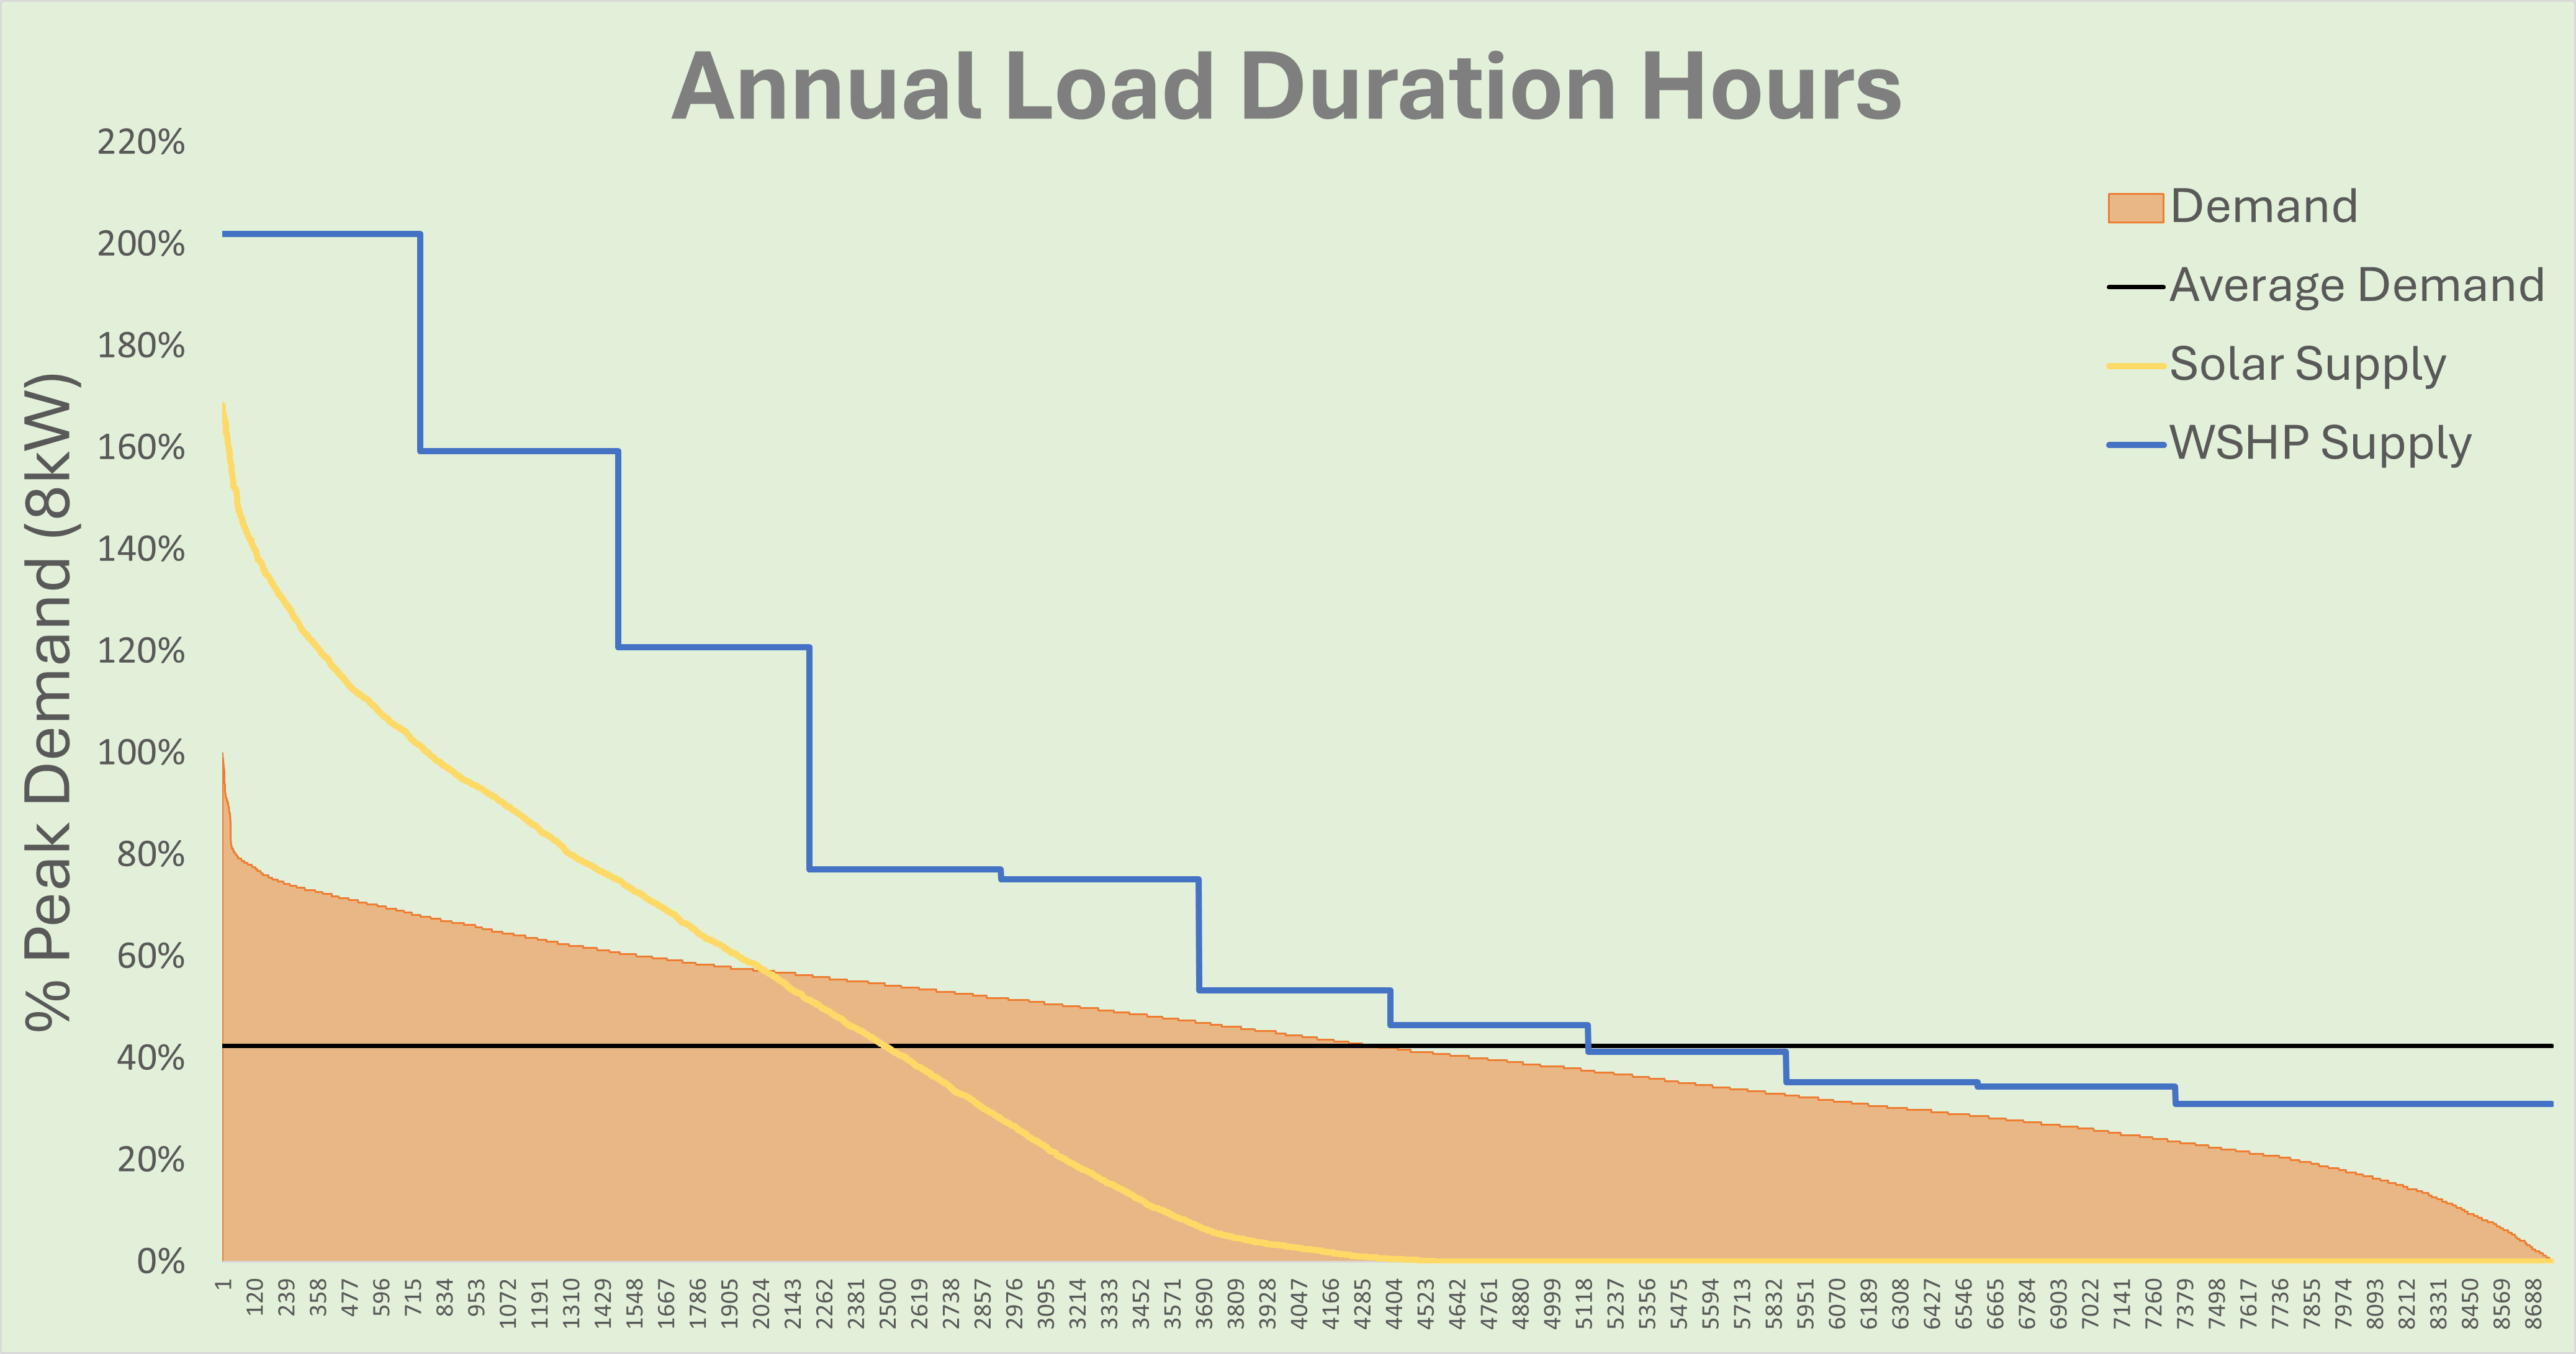 Annual Load Duration Hours
% Peak Demand (8kW)
220%
200%
180%
160%
140%
120%
100%
80%
60%
40%
20%
0%
Demand
Average Demand
Solar Supply
WSHP Supply
1 120 239 358 477 596 715 834 953 1072 1191 1310 1429 1548 1667 1786 1905 2024 2143 2262 2381 2500 2619 2738 2857 2976 3095 3214 3333 3452 3571 3690 3809 3928 4047 4166 4285 4404 4523 4642 4761 4880 4999 5118 5237 5356 5475 5594 5713 5832 5951 6070 6189 6308 6427 6546 6665 6784 6903 7022 7141 7260 7379 7498 7617 7736 7855 7974 8093 8212 8331 8450 8569 8688